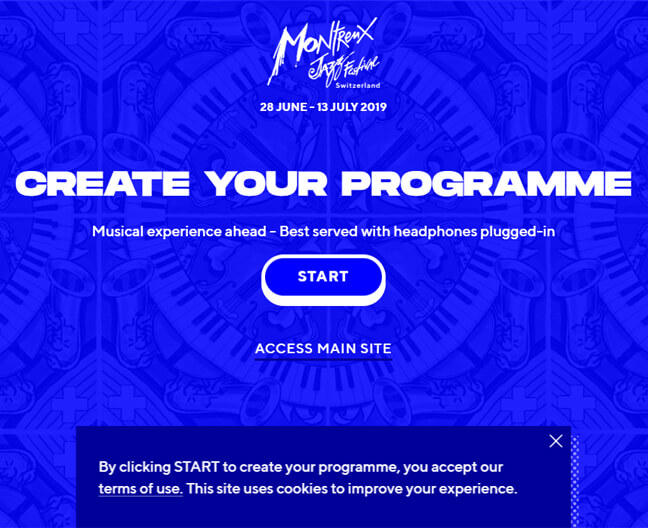 Montreux
Jazz Festival
Switzerland
28 JUNE - 13 JULY 2019
CREATE YOUR PROGRAMME
Musical experience ahead - Best served with headphones plugged-in
START
ACCESS MAIN SITE
By clicking START to create your programme, you accept our
terms of use. This site uses cookies to improve your experience.